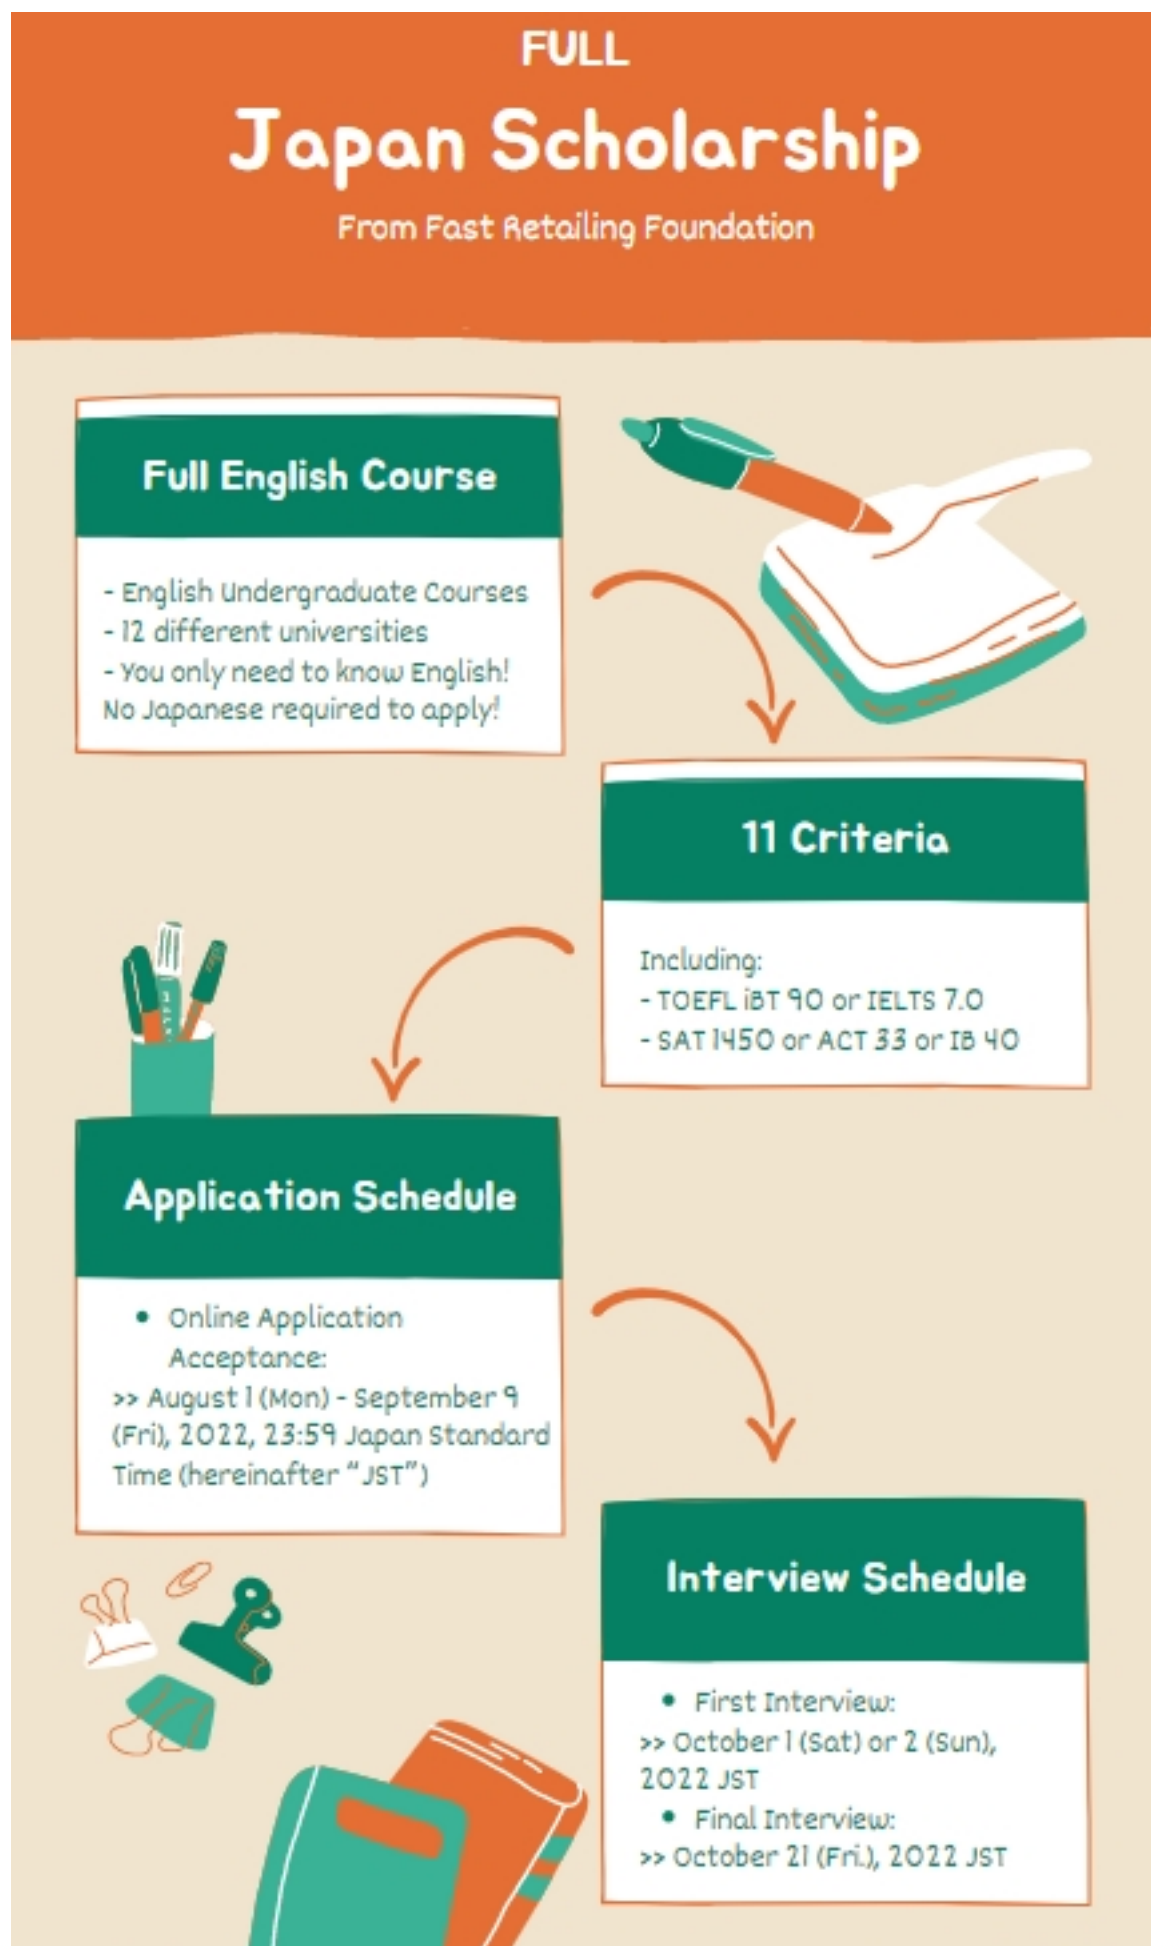 FULL
Japan Scholarship
From Fast Retailing Foundation
Full English Course
- English Undergraduate Courses
- 12 different universities
- You only need to know English!
No Japanese required to apply!
11 Criteria
Including:
- TOEFL iBT 90 or IELTS 7.0
- SAT 1450 or ACT 33 or IB 40
Application Schedule
• Online Application
Acceptance:
>> August 1 (Mon) - September 9
(Fri), 2022, 23:59 Japan Standard
Time (hereinafter “JST”)
Interview Schedule
• First Interview:
>> October 1 (Sat) or 2 (Sun),
2022 JST
• Final Interview:
>> October 21 (Fri.), 2022 JST